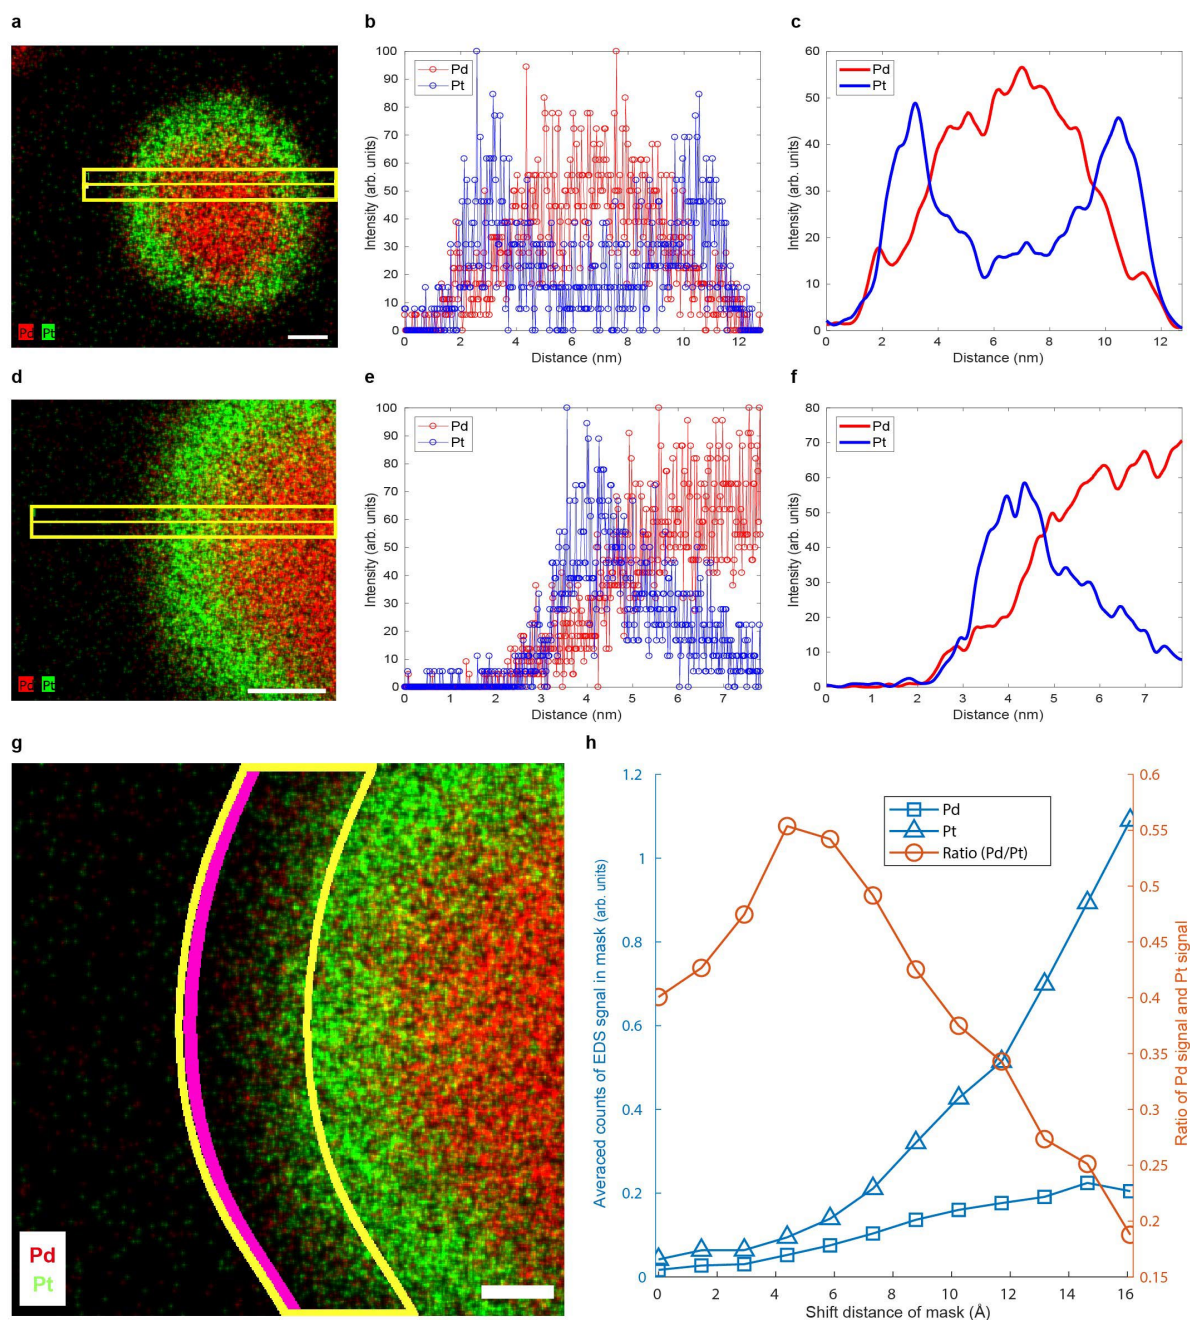 a
Pd Pt
b
Pd
Pt
Intensity (arb. units)
100
90
80
70
60
50
40
30
20
10
0
0 2 4 6 8 10 12
Distance (nm)
c
Pd
Pt
Intensity (arb. units)
60
50
40
30
20
10
0
0 2 4 6 8 10 12
Distance (nm)
d
Pd Pt
e
Pd
Pt
Intensity (arb. units)
100
90
80
70
60
50
40
30
20
10
0
0 1 2 3 4 5 6 7
Distance (nm)
f
Pd
Pt
Intensity (arb. units)
80
70
60
50
40
30
20
10
0
0 1 2 3 4 5 6 7
Distance (nm)
g
Pd
Pt
h
Pd
Pt
Ratio (Pd/Pt)
Averaced counts of EDS sgnal in mask (arb. units)
1.2
1
0.8
0.6
0.4
0.2
0
0 2 4 6 8 10 12 14 16
Shift distance of mask (Å)
0.6
0.55
0.5
0.45
0.4
0.35
0.3
0.25
0.2
0.15
Ratio of Pd signal and Pt signal